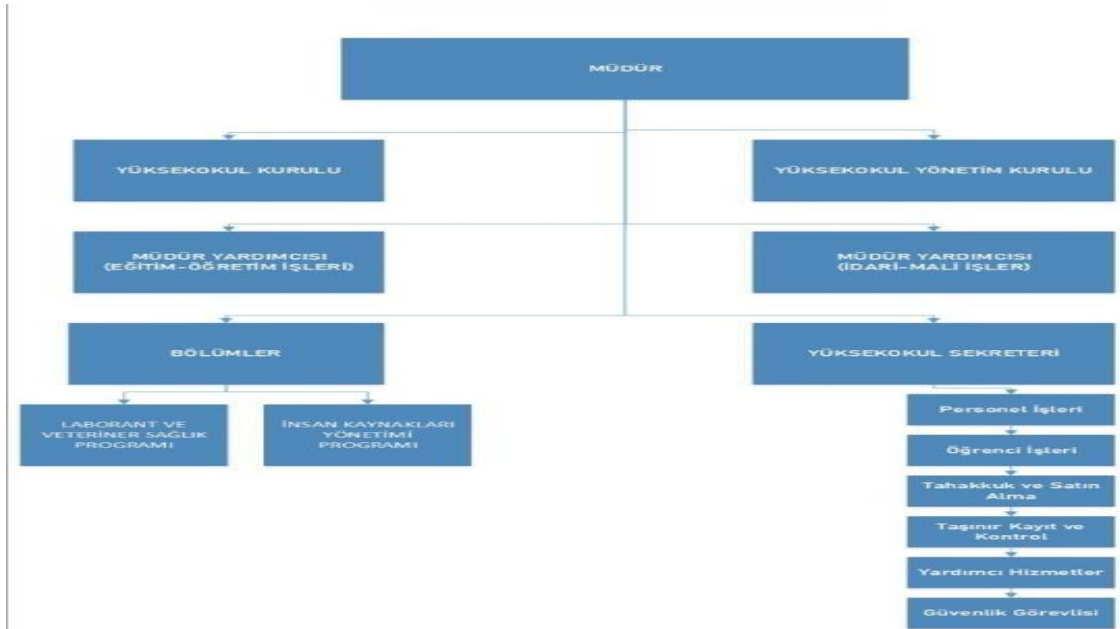 MÜDÜR
YÜKSEKOKUL KURULU
YÜKSEKOKUL YÖNETİM KURULU
MÜDÜR YARDIMCISI
(EĞİTİM-ÖĞRETİM İŞLERİ)
MÜDÜR YARDIMCISI
(İDARİ-MALİ İŞLER)
BÖLÜMLER
YÜKSEKOKUL SEKRETERİ
LABORANT VE
VETERİNER SAĞLIK
PROGRAMI
İNSAN KAYNAKLARI
YÖNETİMİ
PROGRAMI
Personel İşleri
Öğrenci İşleri
Tahakkuk ve Satın
Alma
Taşınır Kayıt ve
Kontrol
Yardımcı Hizmetler
Güvenlik Görevlisi